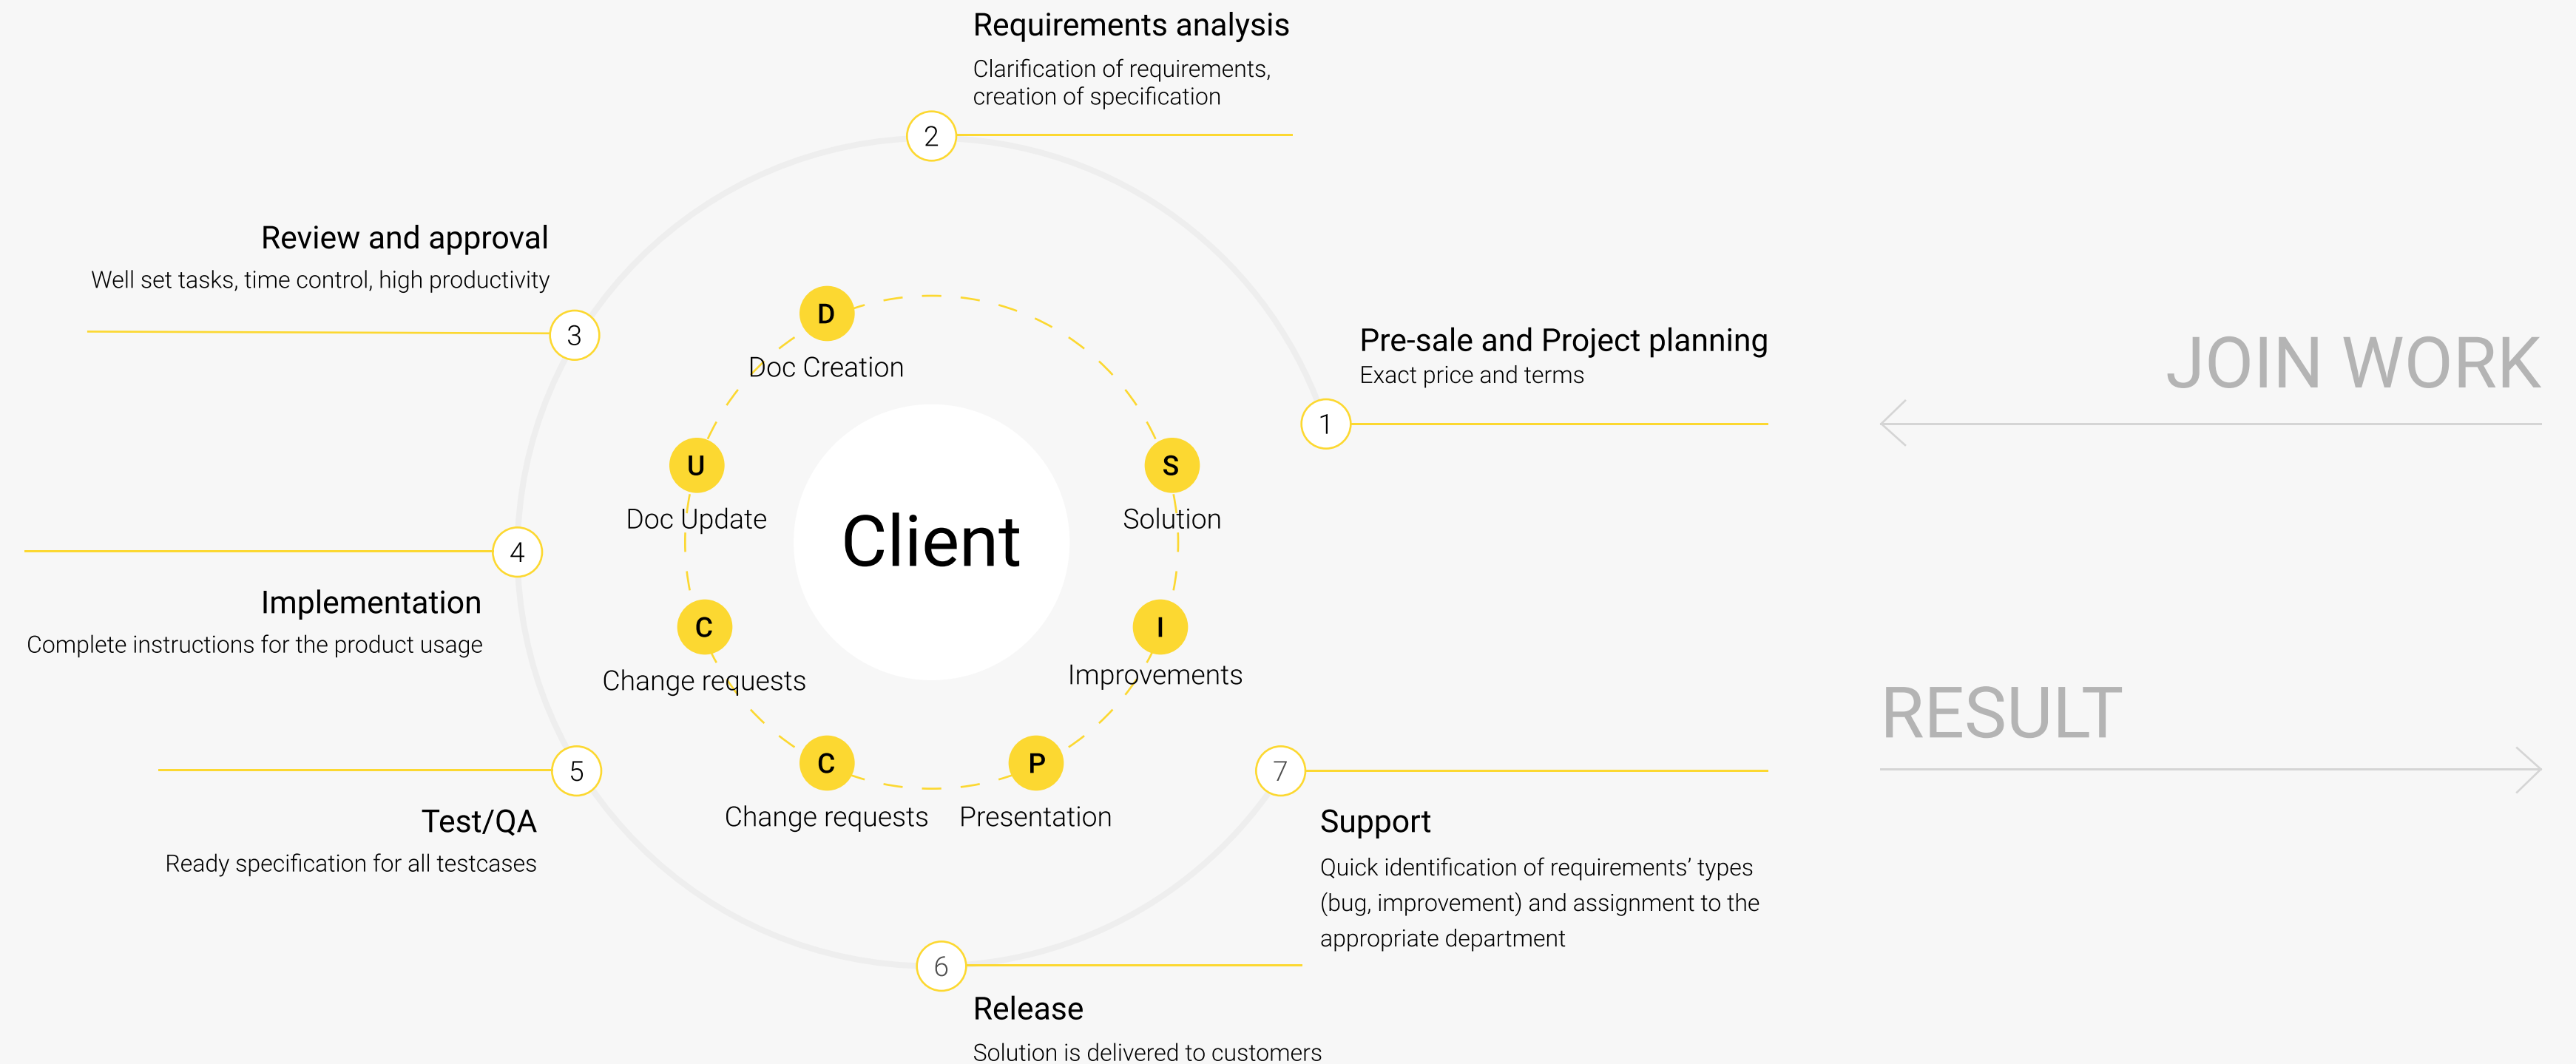 Requirements analysis
Clarification of requirements,
creation of specification
2
Review and approval
Well set tasks, time control, high productivity
3
D
Doc Creation
Pre-sale and Project planning
Exact price and terms
1
JOIN WORK
U
Doc Update
S
Solution
Client
4
Implementation
Complete instructions for the product usage
C
Change requests
I
Improvements
RESULT
5
Test/QA
Ready specification for all testcases
C
Change requests
P
Presentation
7
Support
Quick identification of requirements’ types
(bug, improvement) and assignment to the
appropriate department
6
Release
Solution is delivered to customers